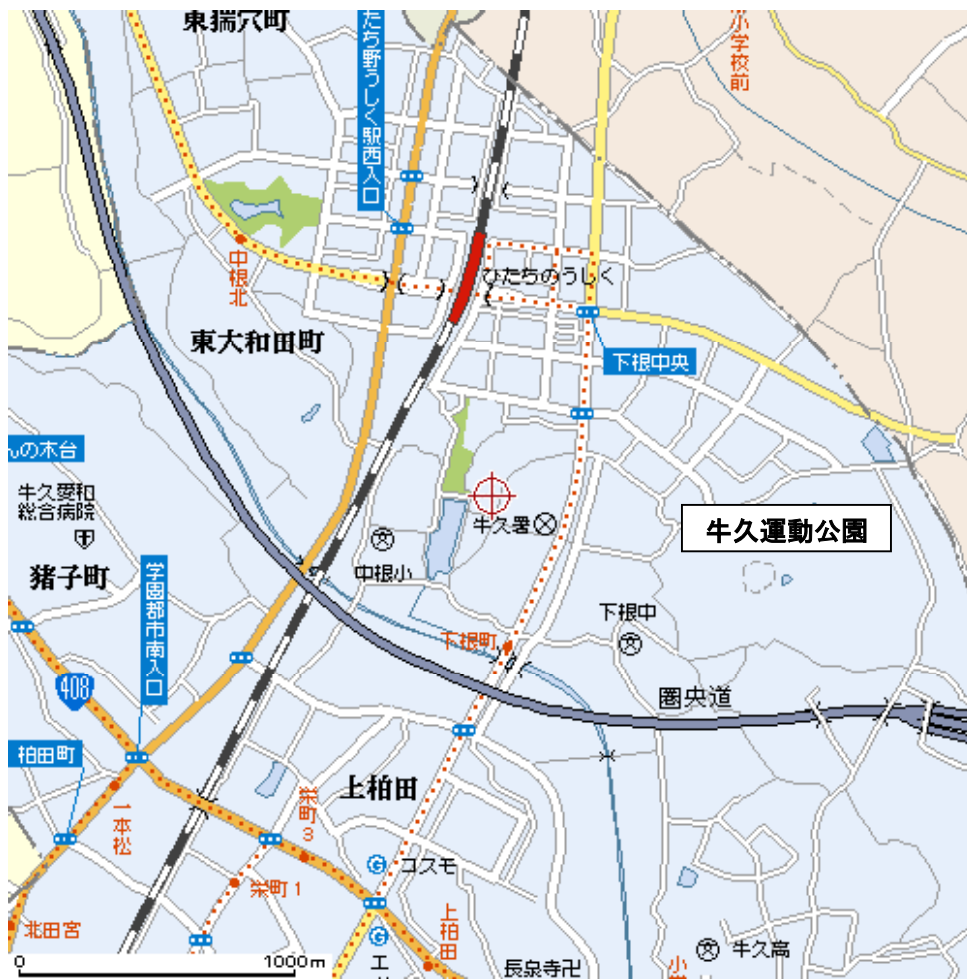 東猯穴町
たち野うしく駅西入口
小学校前
中根北
ひたちのうしく
東大和田町
下根中央
んの木台
牛久愛和
総合病院
牛久署
牛久運動公園
中根小
猪子町
学園都市南入口
下根中
下根町
408
圏央道
柏田町
上柏田
一本松
栄町3
コスモ
栄町1
北田宮
上柏田
0
1000m
エ
長泉寺
牛久高
小学